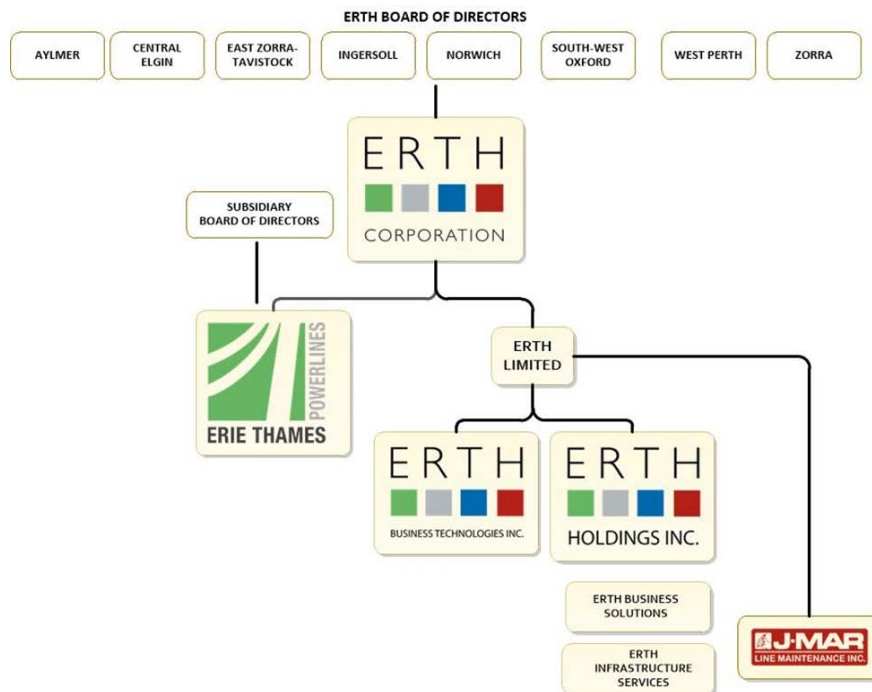 ERTH BOARD OF DIRECTORS
AYLMER
CENTRAL
ELGIN
EAST ZORRA-
TAVISTOCK
INGERSOLL
NORWICH
SOUTH-WEST
OXFORD
WEST PERTH
ZORRA
ERTH
CORPORATION
SUBSIDIARY
BOARD OF DIRECTORS
POWERLINES
ERIE THAMES
ERTH
LIMITED
ERTH
BUSINESS TECHNOLOGIES INC.
ERTH
HOLDINGS INC.
ERTH BUSINESS
SOLUTIONS
ERTH
INFRASTRUCTURE
SERVICES
J-MAR
LINE MAINTENANCE INC.